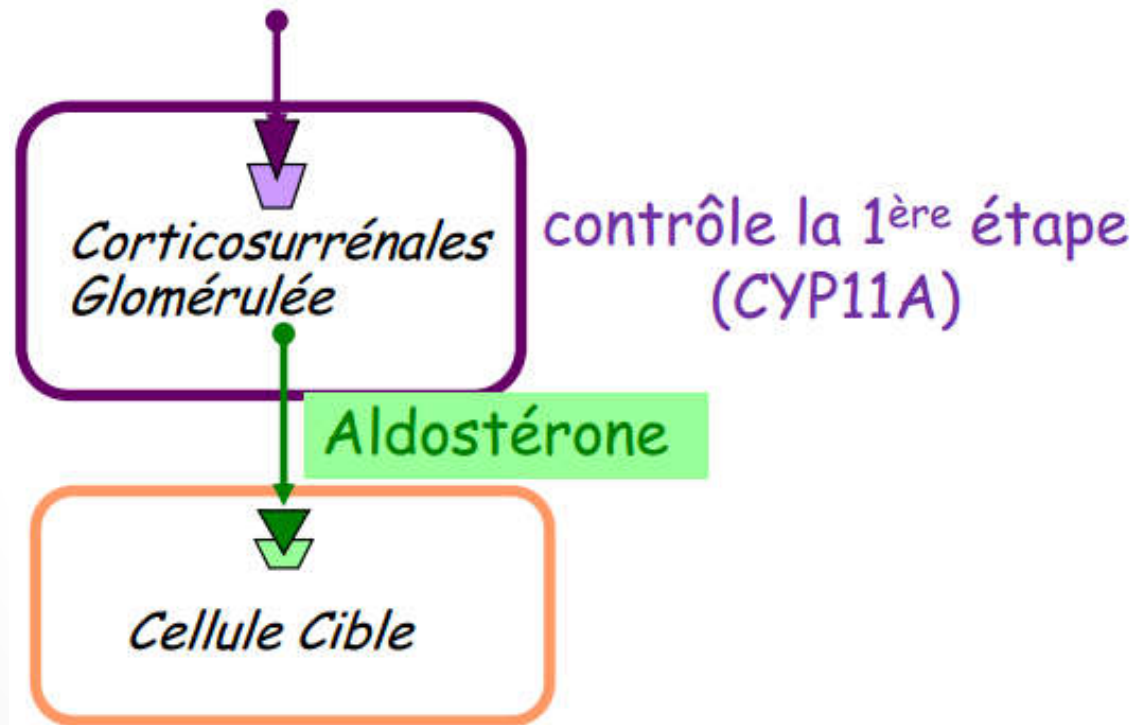 Corticosurrénales
Glomérulée
contrôle la 1ère étape
(CYP11A)
Aldostérone
Cellule Cible